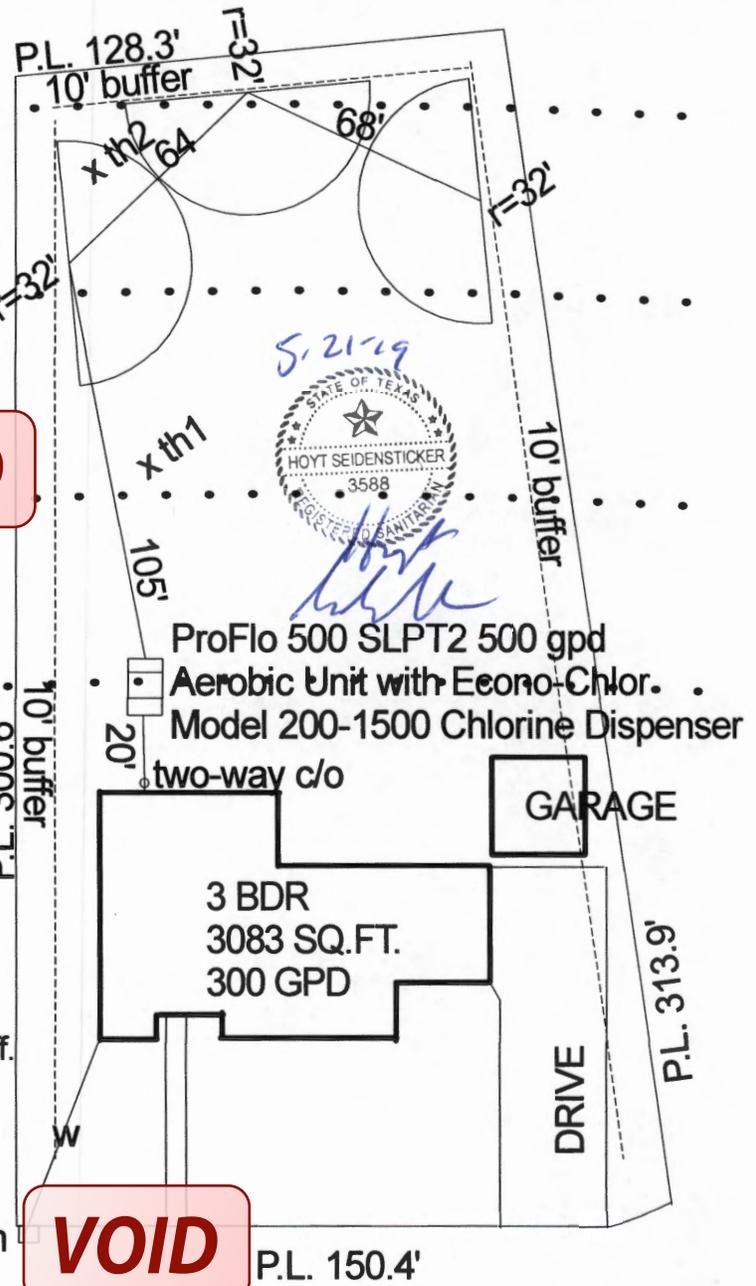 r=32'
P.L. 128.3'
10' buffer
68'
x th2
64
r=32'
r=32'
5-21-19
STATE OF TEXAS
HOYT SEIDENSTICKER
3588
REGISTERED SANITARIAN
x th1
10' buffer
105'
ProFlo 500 SLPT2 500 gpd
Aerobic Unit with Econo-Chlor
Model 200-1500 Chlorine Dispenser
10' buffer
20'
two-way c/o
GARAGE
3 BDR
3083 SQ.FT.
300 GPD
P.L. 313.9'
DRIVE
W
VOID
P.L. 150.4'